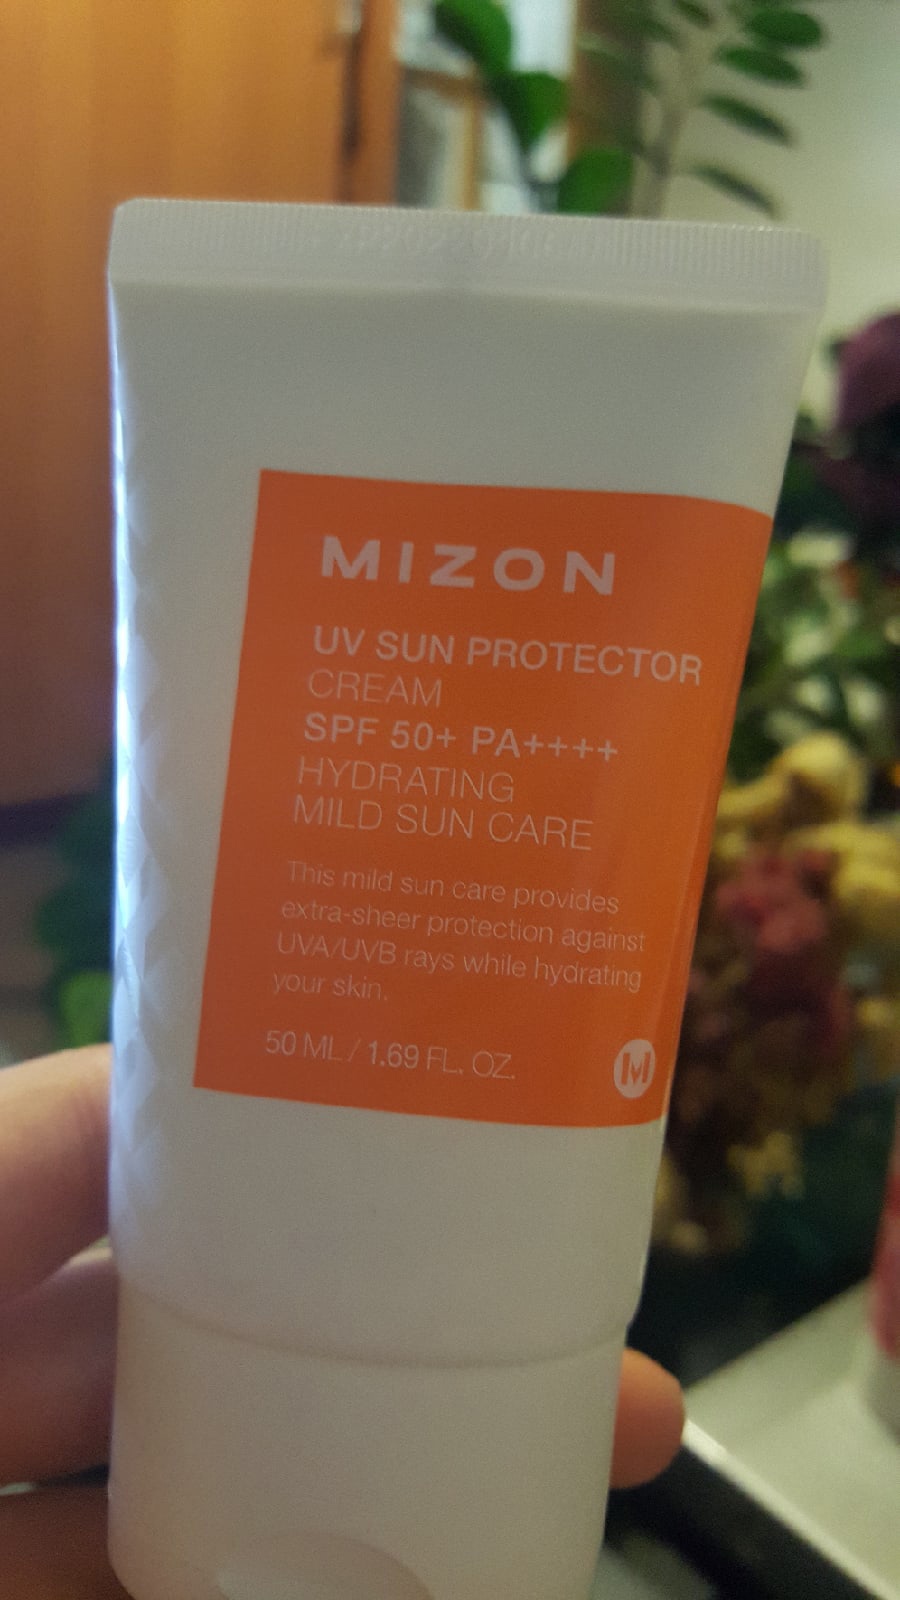 MIZON
UV SUN PROTECTOR
CREAM
SPF 50+ PA++++
HYDRATING
MILD SUN CARE
This mild sun care provides
extra-sheer protection against
UVA/UVB rays while hydrating
your skin.
50 ML / 1.69 FL. OZ.
M